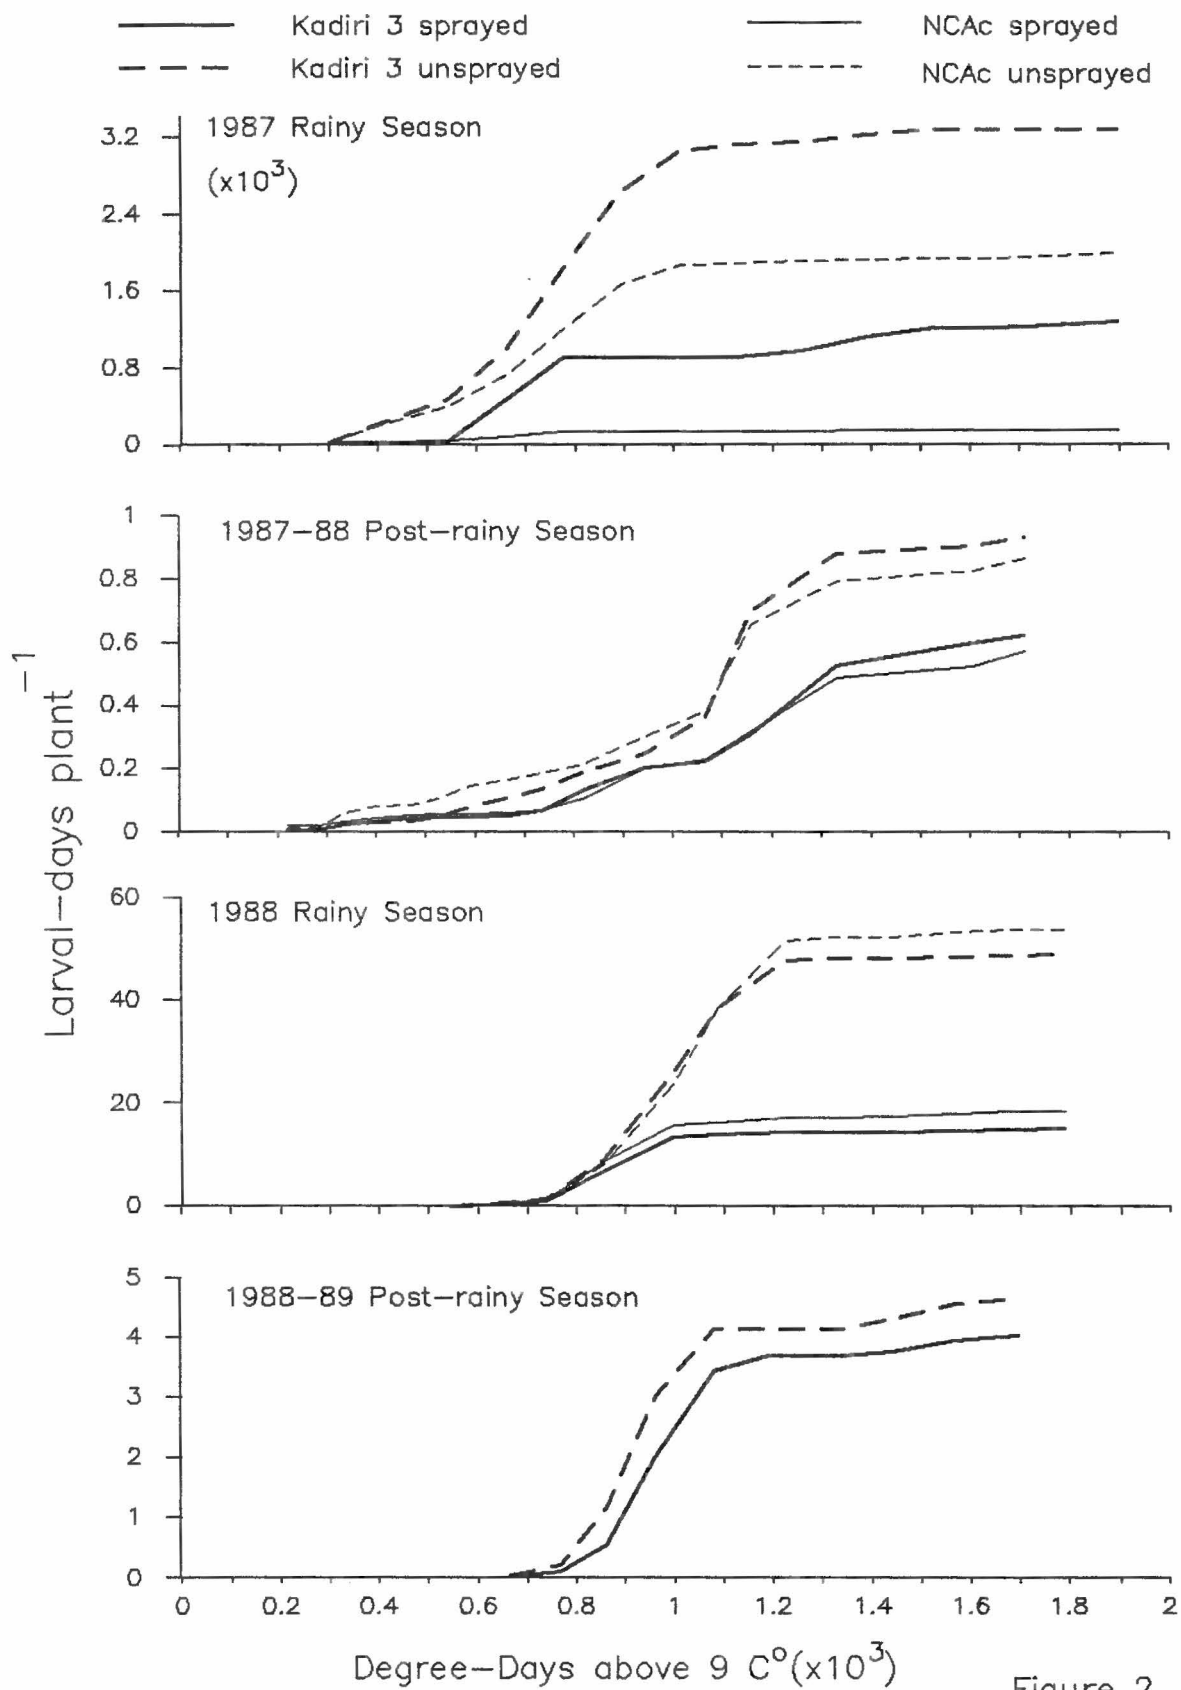 Kadiri 3 sprayed
NCAc sprayed
Kadiri 3 unsprayed
NCAc unsprayed
1987 Rainy Season
(x10³)
3.2
2.4
1.6
0.8
0
1987-88 Post-rainy Season
1
0.8
0.6
0.4
0.2
0
Larval-days plant⁻¹
1988 Rainy Season
60
40
20
0
1988-89 Post-rainy Season
5
4
3
2
1
0
0 0.2 0.4 0.6 0.8 1 1.2 1.4 1.6 1.8 2
Degree-Days above 9 C°(x10³)
Figure 2